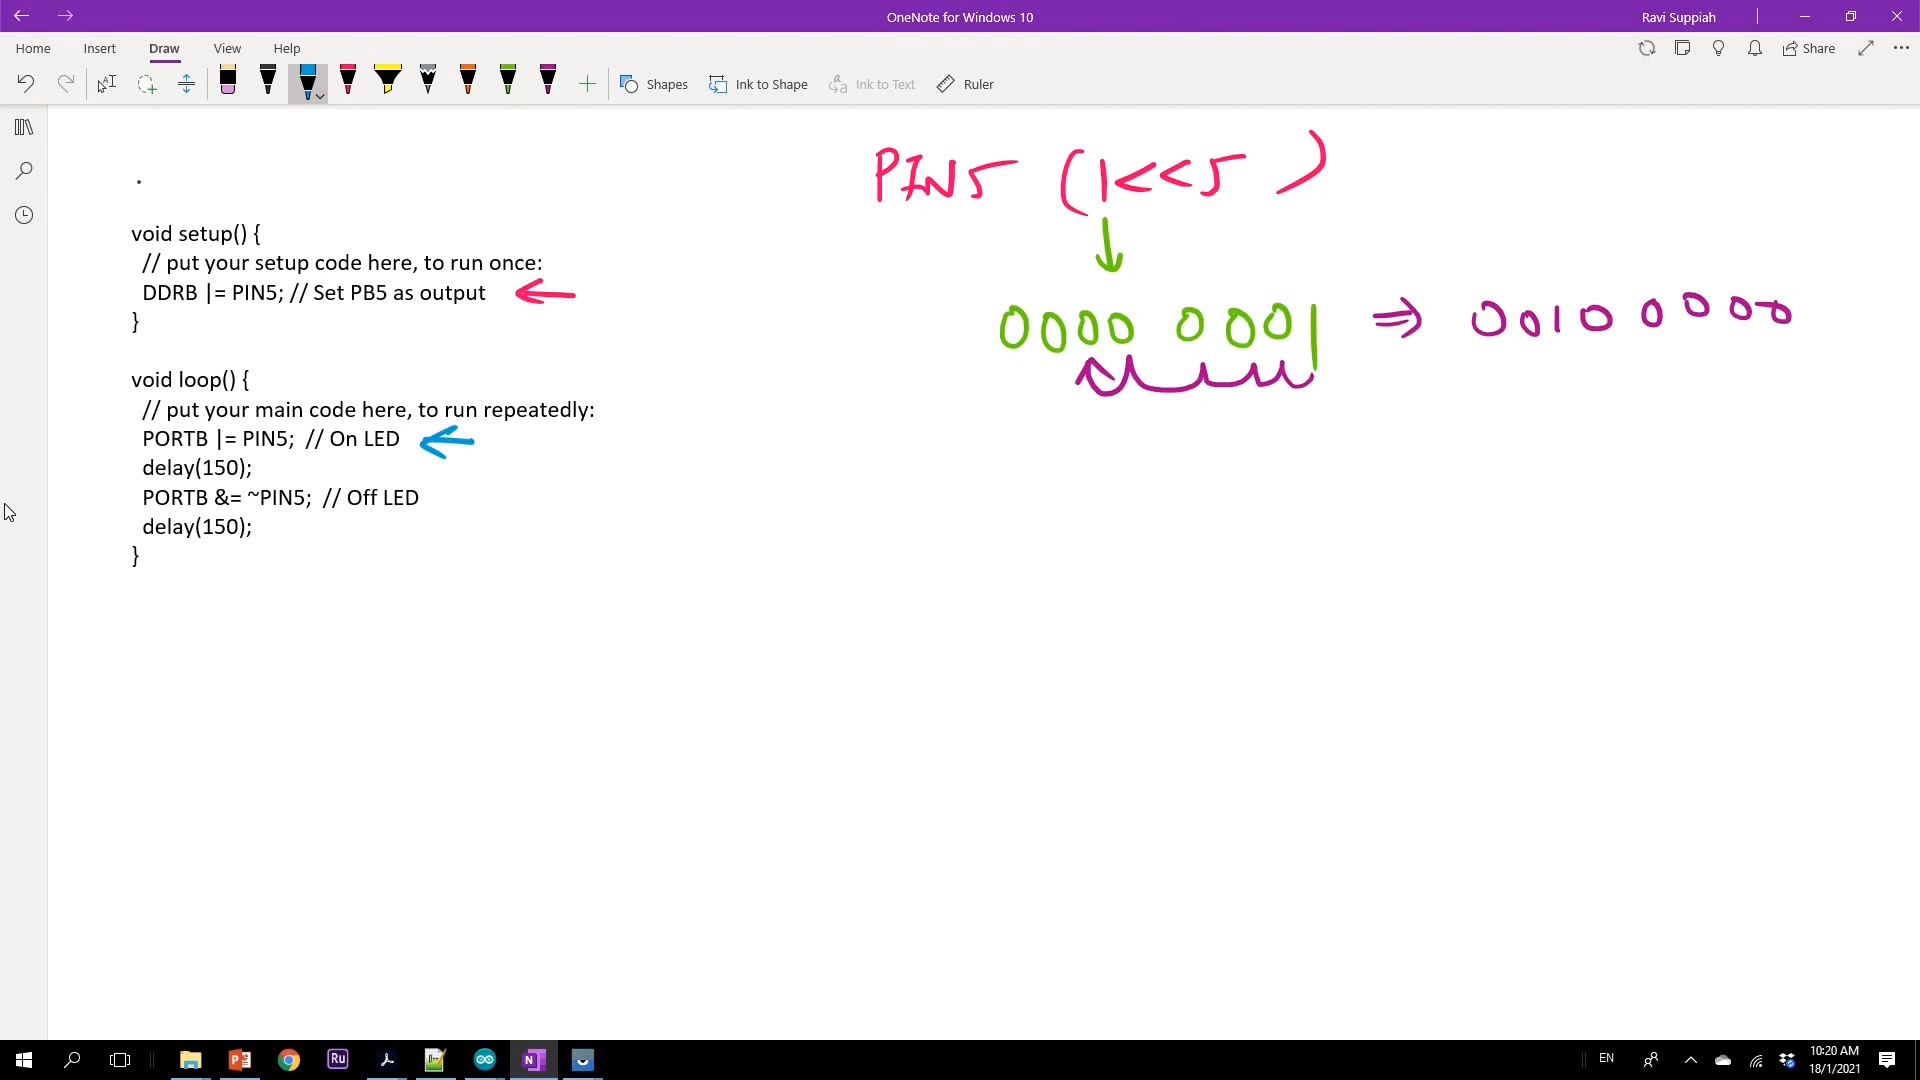 OneNote for Windows 10
Ravi Suppiah
Home Insert Draw View Help
Share
Shapes Ink to Shape Ink to Text Ruler
PIN5 (1<<5 )
void setup() {
// put your setup code here, to run once:
DDRB |= PIN5; // Set PB5 as output
}
0000 0001 ⇒ 0010 0000
void loop() {
// put your main code here, to run repeatedly:
PORTB |= PIN5; // On LED
delay(150);
PORTB &= ~PIN5; // Off LED
delay(150);
}
Ru
EN
10:20 AM
18/1/2021